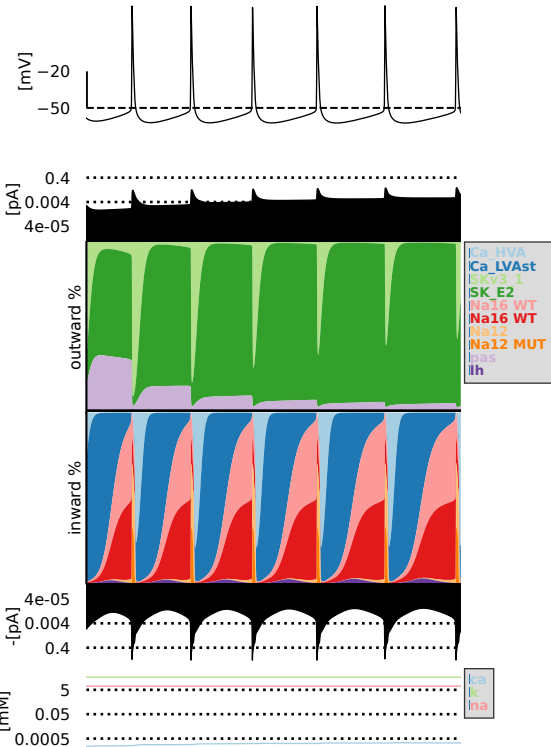 [mV]
−20
−50
[pA]
0.4
0.004
4e-05
outward %
Ca_HVA
Ca_LVAst
SKv3_1
SK_E2
Na16 WT
Na16 WT
Na12
Na12 MUT
pas
Ih
inward %
4e-05
0.004
0.4
-[pA]
ca
k
na
5
0.05
0.0005
[mM]